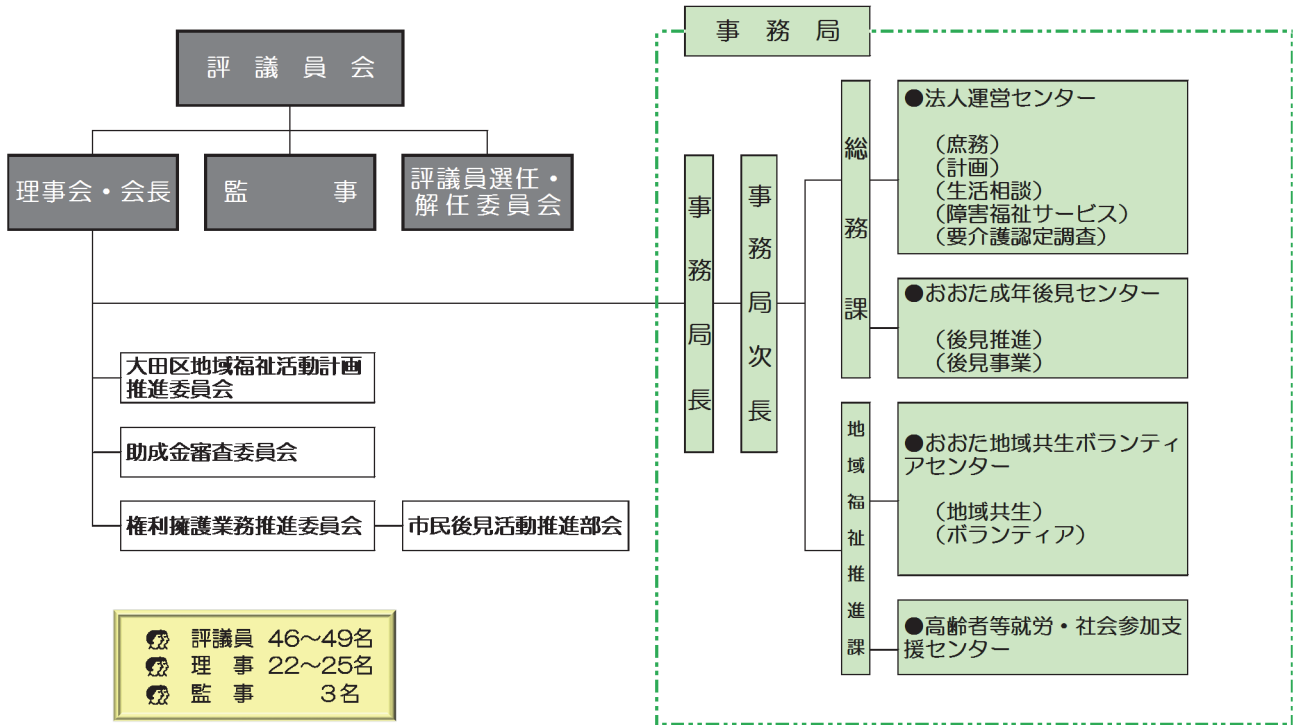 評議員会
理事会・会長
監事
評議員選任・
解任委員会
大田区地域福祉活動計画
推進委員会
助成金審査委員会
権利擁護業務推進委員会
市民後見活動推進部会
評議員 46～49名
理事 22～25名
監事 3名
事務局
事務局長
事務局次長
総務課
●法人運営センター
（庶務）
（計画）
（生活相談）
（障害福祉サービス）
（要介護認定調査）
●おおた成年後見センター
（後見推進）
（後見事業）
地域福祉推進課
●おおた地域共生ボランティ
アセンター
（地域共生）
（ボランティア）
●高齢者等就労・社会参加支
援センター